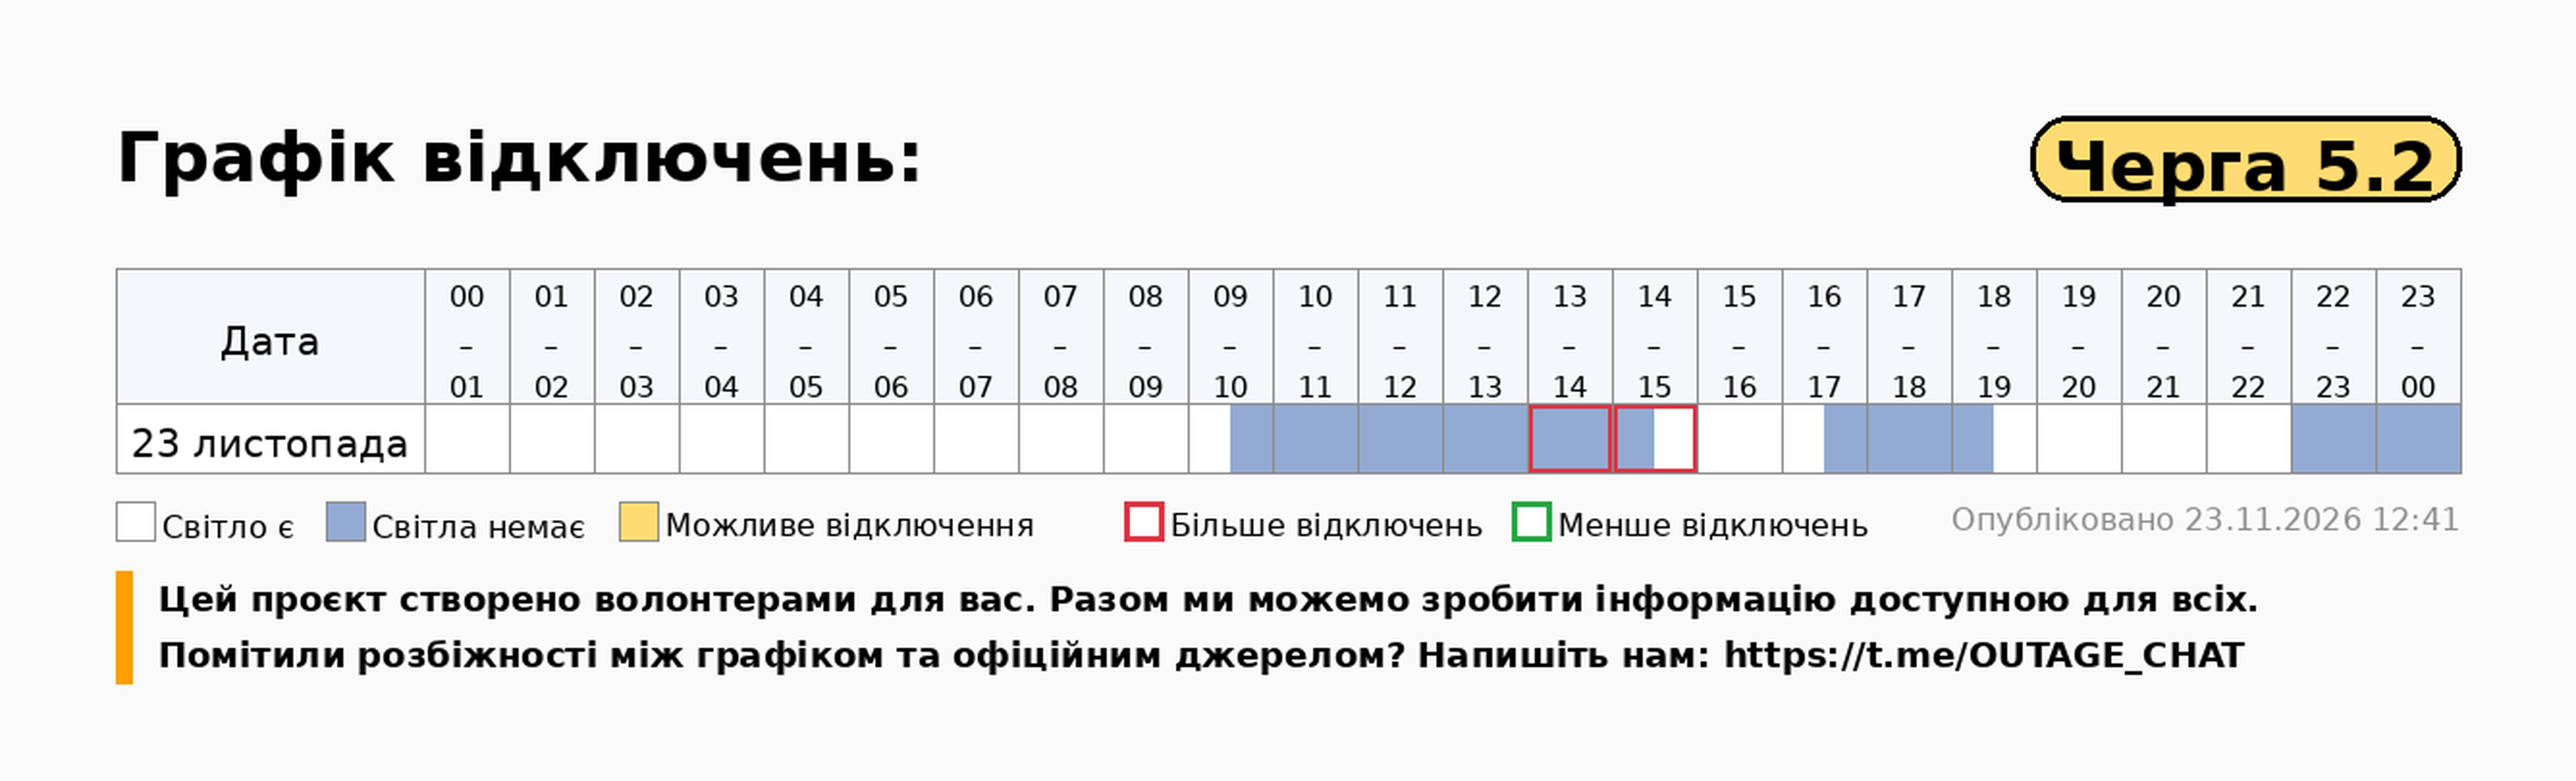 Графік відключень:
Черга 5.2
Дата 00 – 01 01 – 02 02 – 03 03 – 04 04 – 05 05 – 06 06 – 07 07 – 08 08 – 09 09 – 10 10 – 11 11 – 12 12 – 13 13 – 14 14 – 15 15 – 16 16 – 17 17 – 18 18 – 19 19 – 20 20 – 21 21 – 22 22 – 23 23 – 00
23 листопада
Світло є Світла немає Можливе відключення Більше відключень Менше відключень Опубліковано 23.11.2026 12:41
Цей проєкт створено волонтерами для вас. Разом ми можемо зробити інформацію доступною для всіх.
Помітили розбіжності між графіком та офіційним джерелом? Напишіть нам: https://t.me/OUTAGE_CHAT